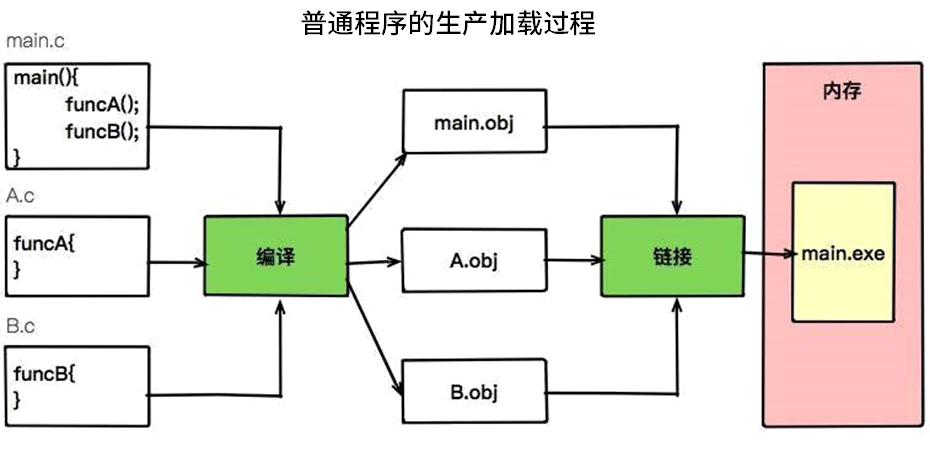 普通程序的生产加载过程
main.c
main(){
funcA();
funcB();
}
A.c
funcA{
}
B.c
funcB{
}
编译
main.obj
A.obj
B.obj
链接
内存
main.exe